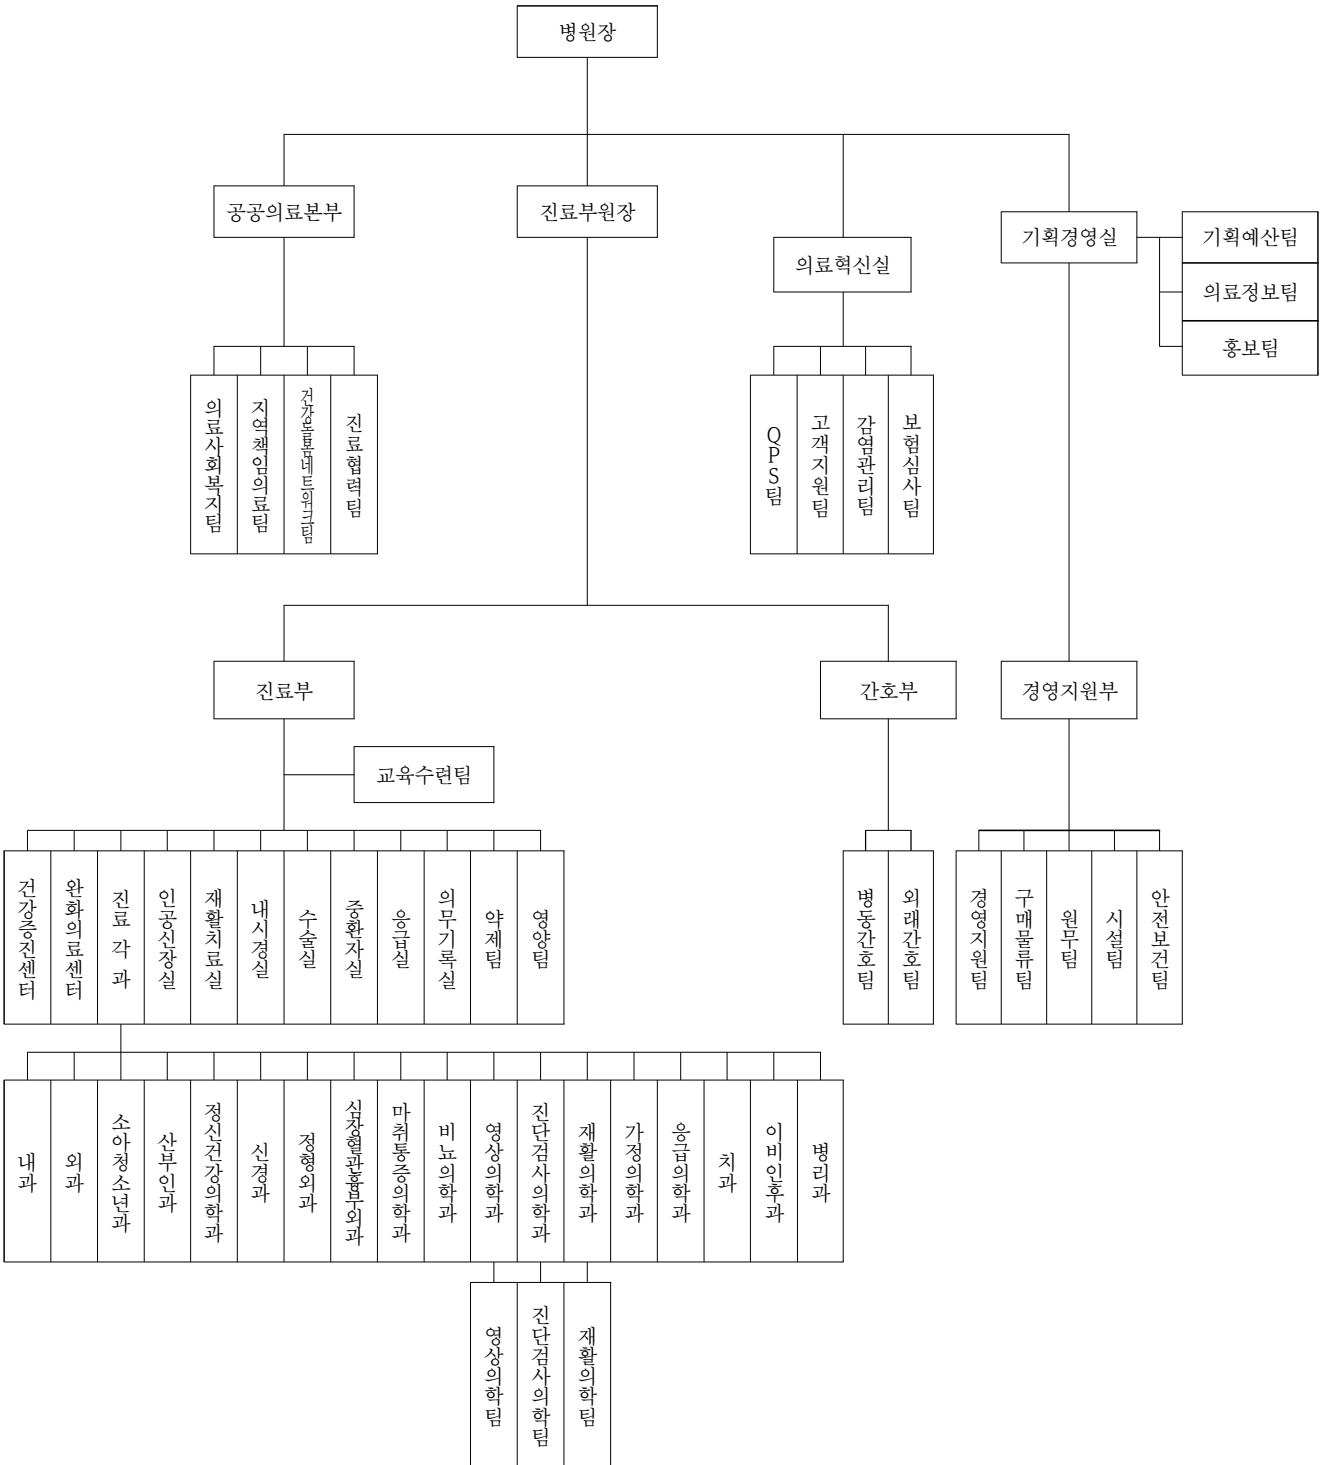 병원장
공공의료본부
진료부원장
의료혁신실
기획경영실
기획예산팀
의료정보팀
홍보팀
의료사회복지팀
지역책임의료팀
건강돌봄네트워크팀
진료협력팀
QPS팀
고객지원팀
감염관리팀
보험심사팀
진료부
간호부
경영지원부
교육수련팀
건강증진센터
완화의료센터
진료 각 과
인공신장실
재활치료실
내시경실
수술실
중환자실
응급실
의무기록실
약제팀
영양팀
병동간호팀
외래간호팀
경영지원팀
구매물류팀
원무팀
시설팀
안전보건팀
내과
외과
소아청소년과
산부인과
정신건강의학과
신경과
정형외과
심장혈관흉부외과
마취통증의학과
비뇨의학과
영상의학과
진단검사의학과
재활의학과
가정의학과
응급의학과
치과
이비인후과
병리과
영상의학팀
진단검사의학팀
재활의학팀